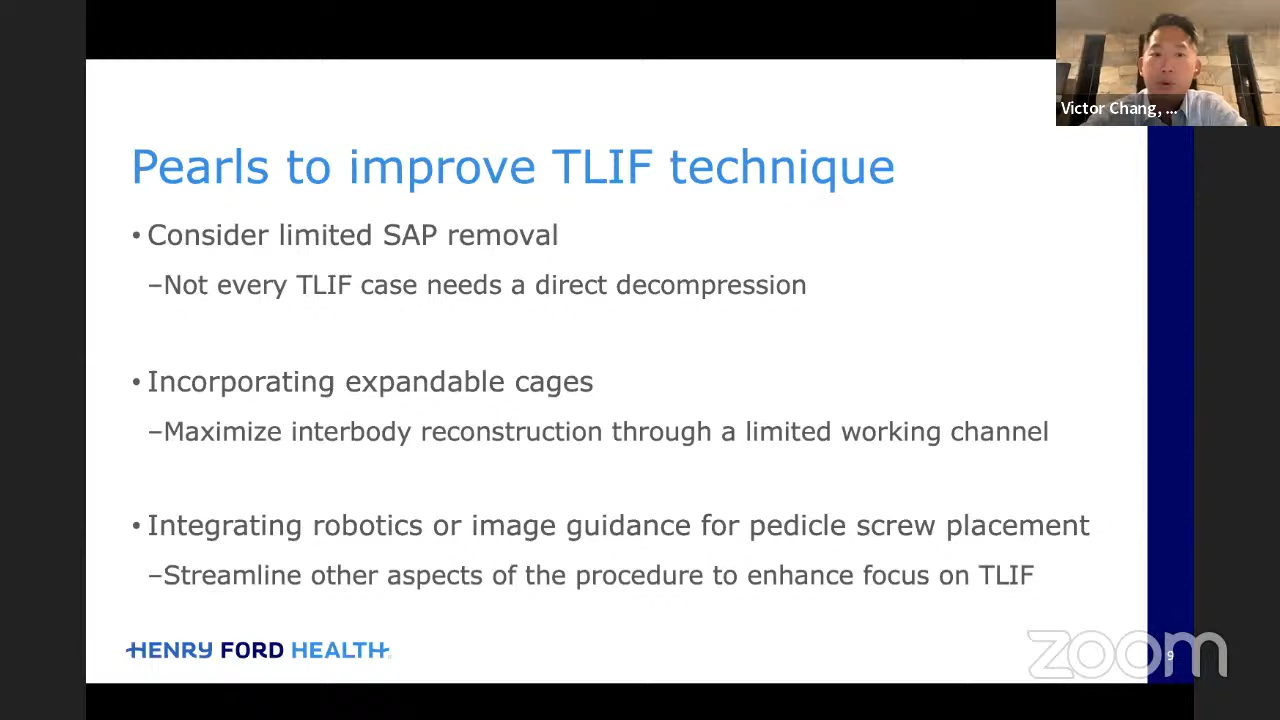 Victor Chang, ...
Pearls to improve TLIF technique
• Consider limited SAP removal
–Not every TLIF case needs a direct decompression
• Incorporating expandable cages
–Maximize interbody reconstruction through a limited working channel
• Integrating robotics or image guidance for pedicle screw placement
–Streamline other aspects of the procedure to enhance focus on TLIF
HENRY FORD HEALTH
zoom
9